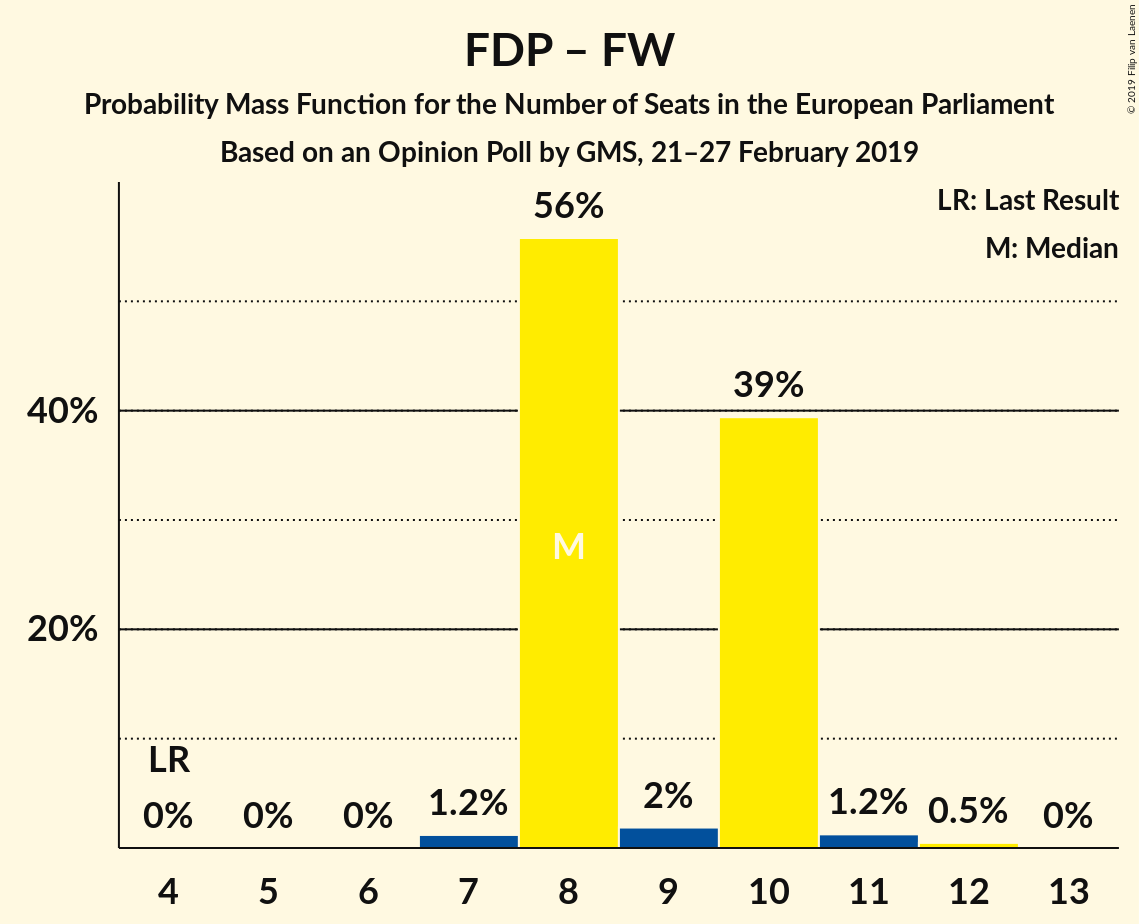 FDP – FW
Probability Mass Function for the Number of Seats in the European Parliament
Based on an Opinion Poll by GMS, 21–27 February 2019
© 2019 Filip van Laenen
LR: Last Result
M: Median
56%
39%
40%
M
20%
LR
0% 0% 0% 1.2% 2% 1.2% 0.5% 0%
4 5 6 7 8 9 10 11 12 13